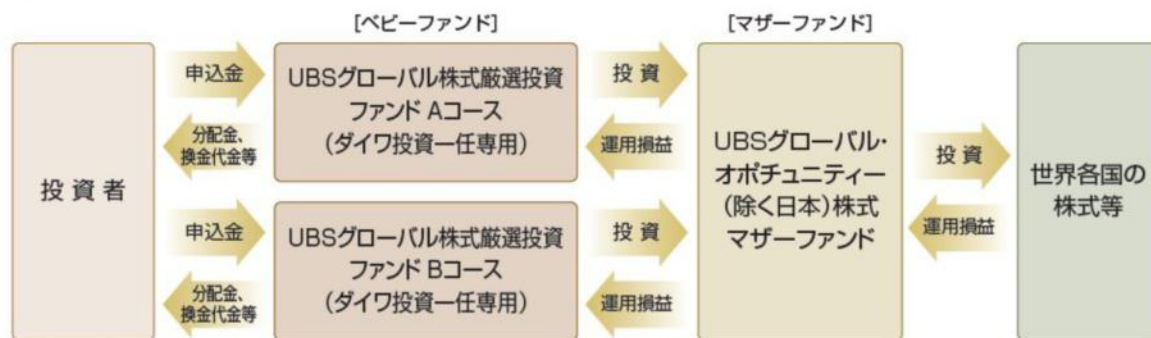 [ベビーファンド]
[マザーファンド]
投資者
申込金
分配金、
換金代金等
UBSグローバル株式厳選投資
ファンド Aコース
(ダイワ投資一任専用)
投資
運用損益
申込金
分配金、
換金代金等
UBSグローバル株式厳選投資
ファンド Bコース
(ダイワ投資一任専用)
投資
運用損益
UBSグローバル・
オポチュニティー
(除く日本)株式
マザーファンド
投資
運用損益
世界各国の
株式等